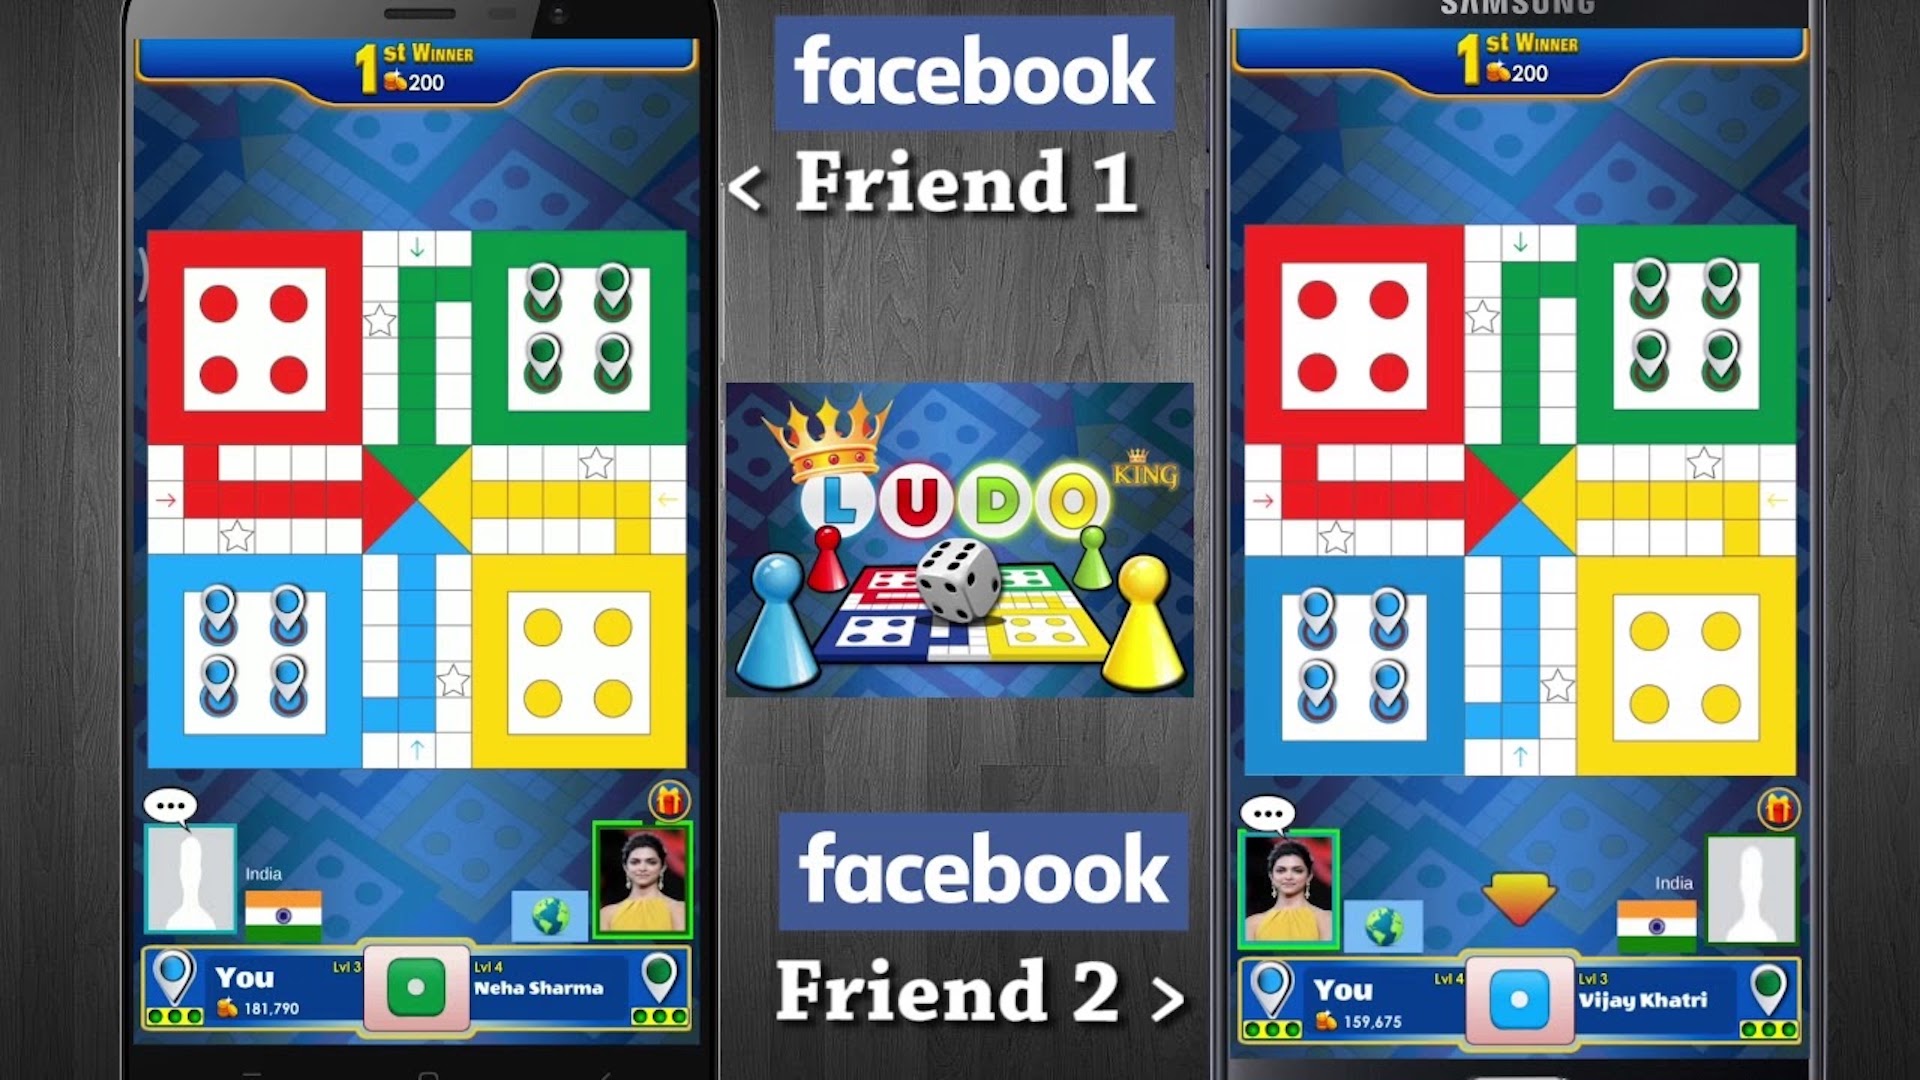 SAMSUNG
1st Winner
200
facebook
< Friend 1
1st Winner
200
LUDO KING
India
Lvl 3
You
181,790
Lvl 4
Neha Sharma
facebook
Friend 2 >
India
Lvl 4
You
159,675
Lvl 3
Vijay Khatri